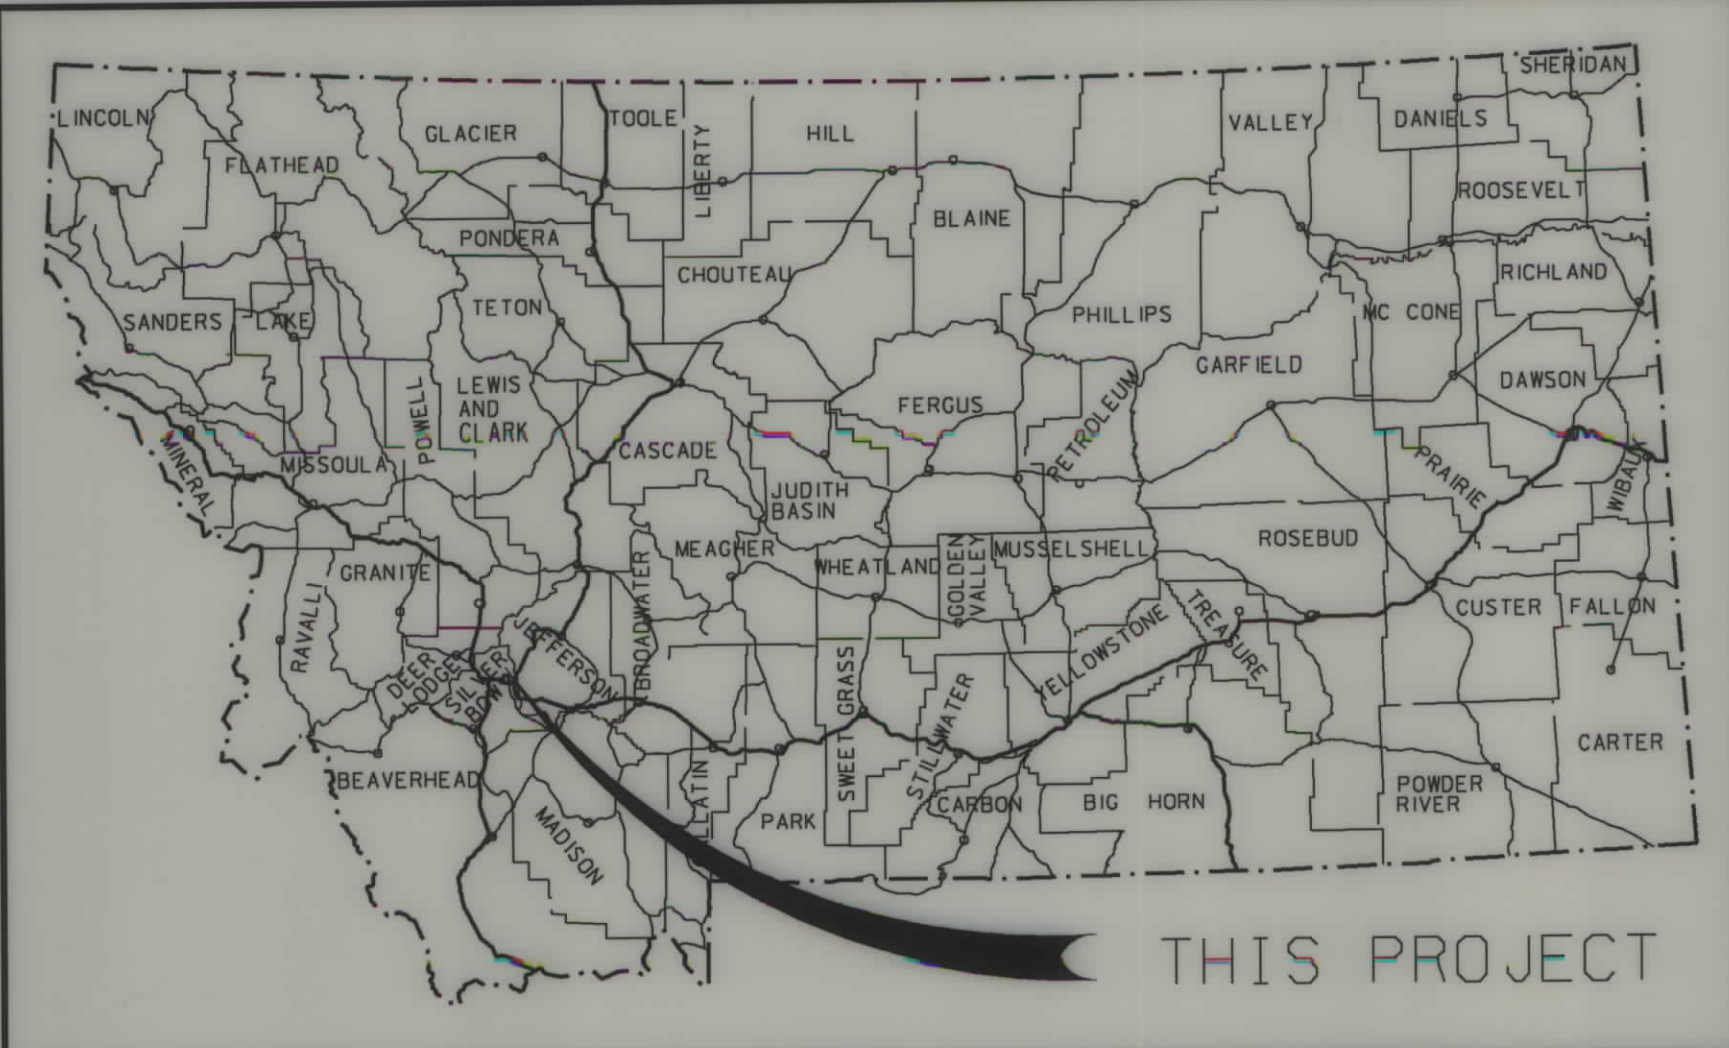 SHERIDAN
LINCOLN
TOOLE
DANIELS
GLACIER
HILL
VALLEY
FLATHEAD
LIBERTY
ROOSEVELT
BLAINE
PONDERA
CHOUTEAU
RICHLAND
TETON
PHILLIPS
MC CONE
SANDERS
LAKE
GARFIELD
DAWSON
POWELL
LEWIS
AND
CLARK
FERGUS
PETROLEUM
CASCADE
MINERAL
MISSOULA
PRAIRIE
WIBAUX
JUDITH
BASIN
ROSEBUD
MEAGHER
WHEATLAND
GOLDEN
VALLEY
MUSSELSHELL
GRANITE
BROADWATER
RAVALLI
CUSTER
FALLON
JEFFERSON
TREASURE
YELLOWSTONE
DEER
LODGE
SILVER
BOW
SWEET GRASS
STILLWATER
CARTER
BEAVERHEAD
GALLATIN
POWDER
RIVER
CARBON
BIG HORN
PARK
MADISON
THIS PROJECT